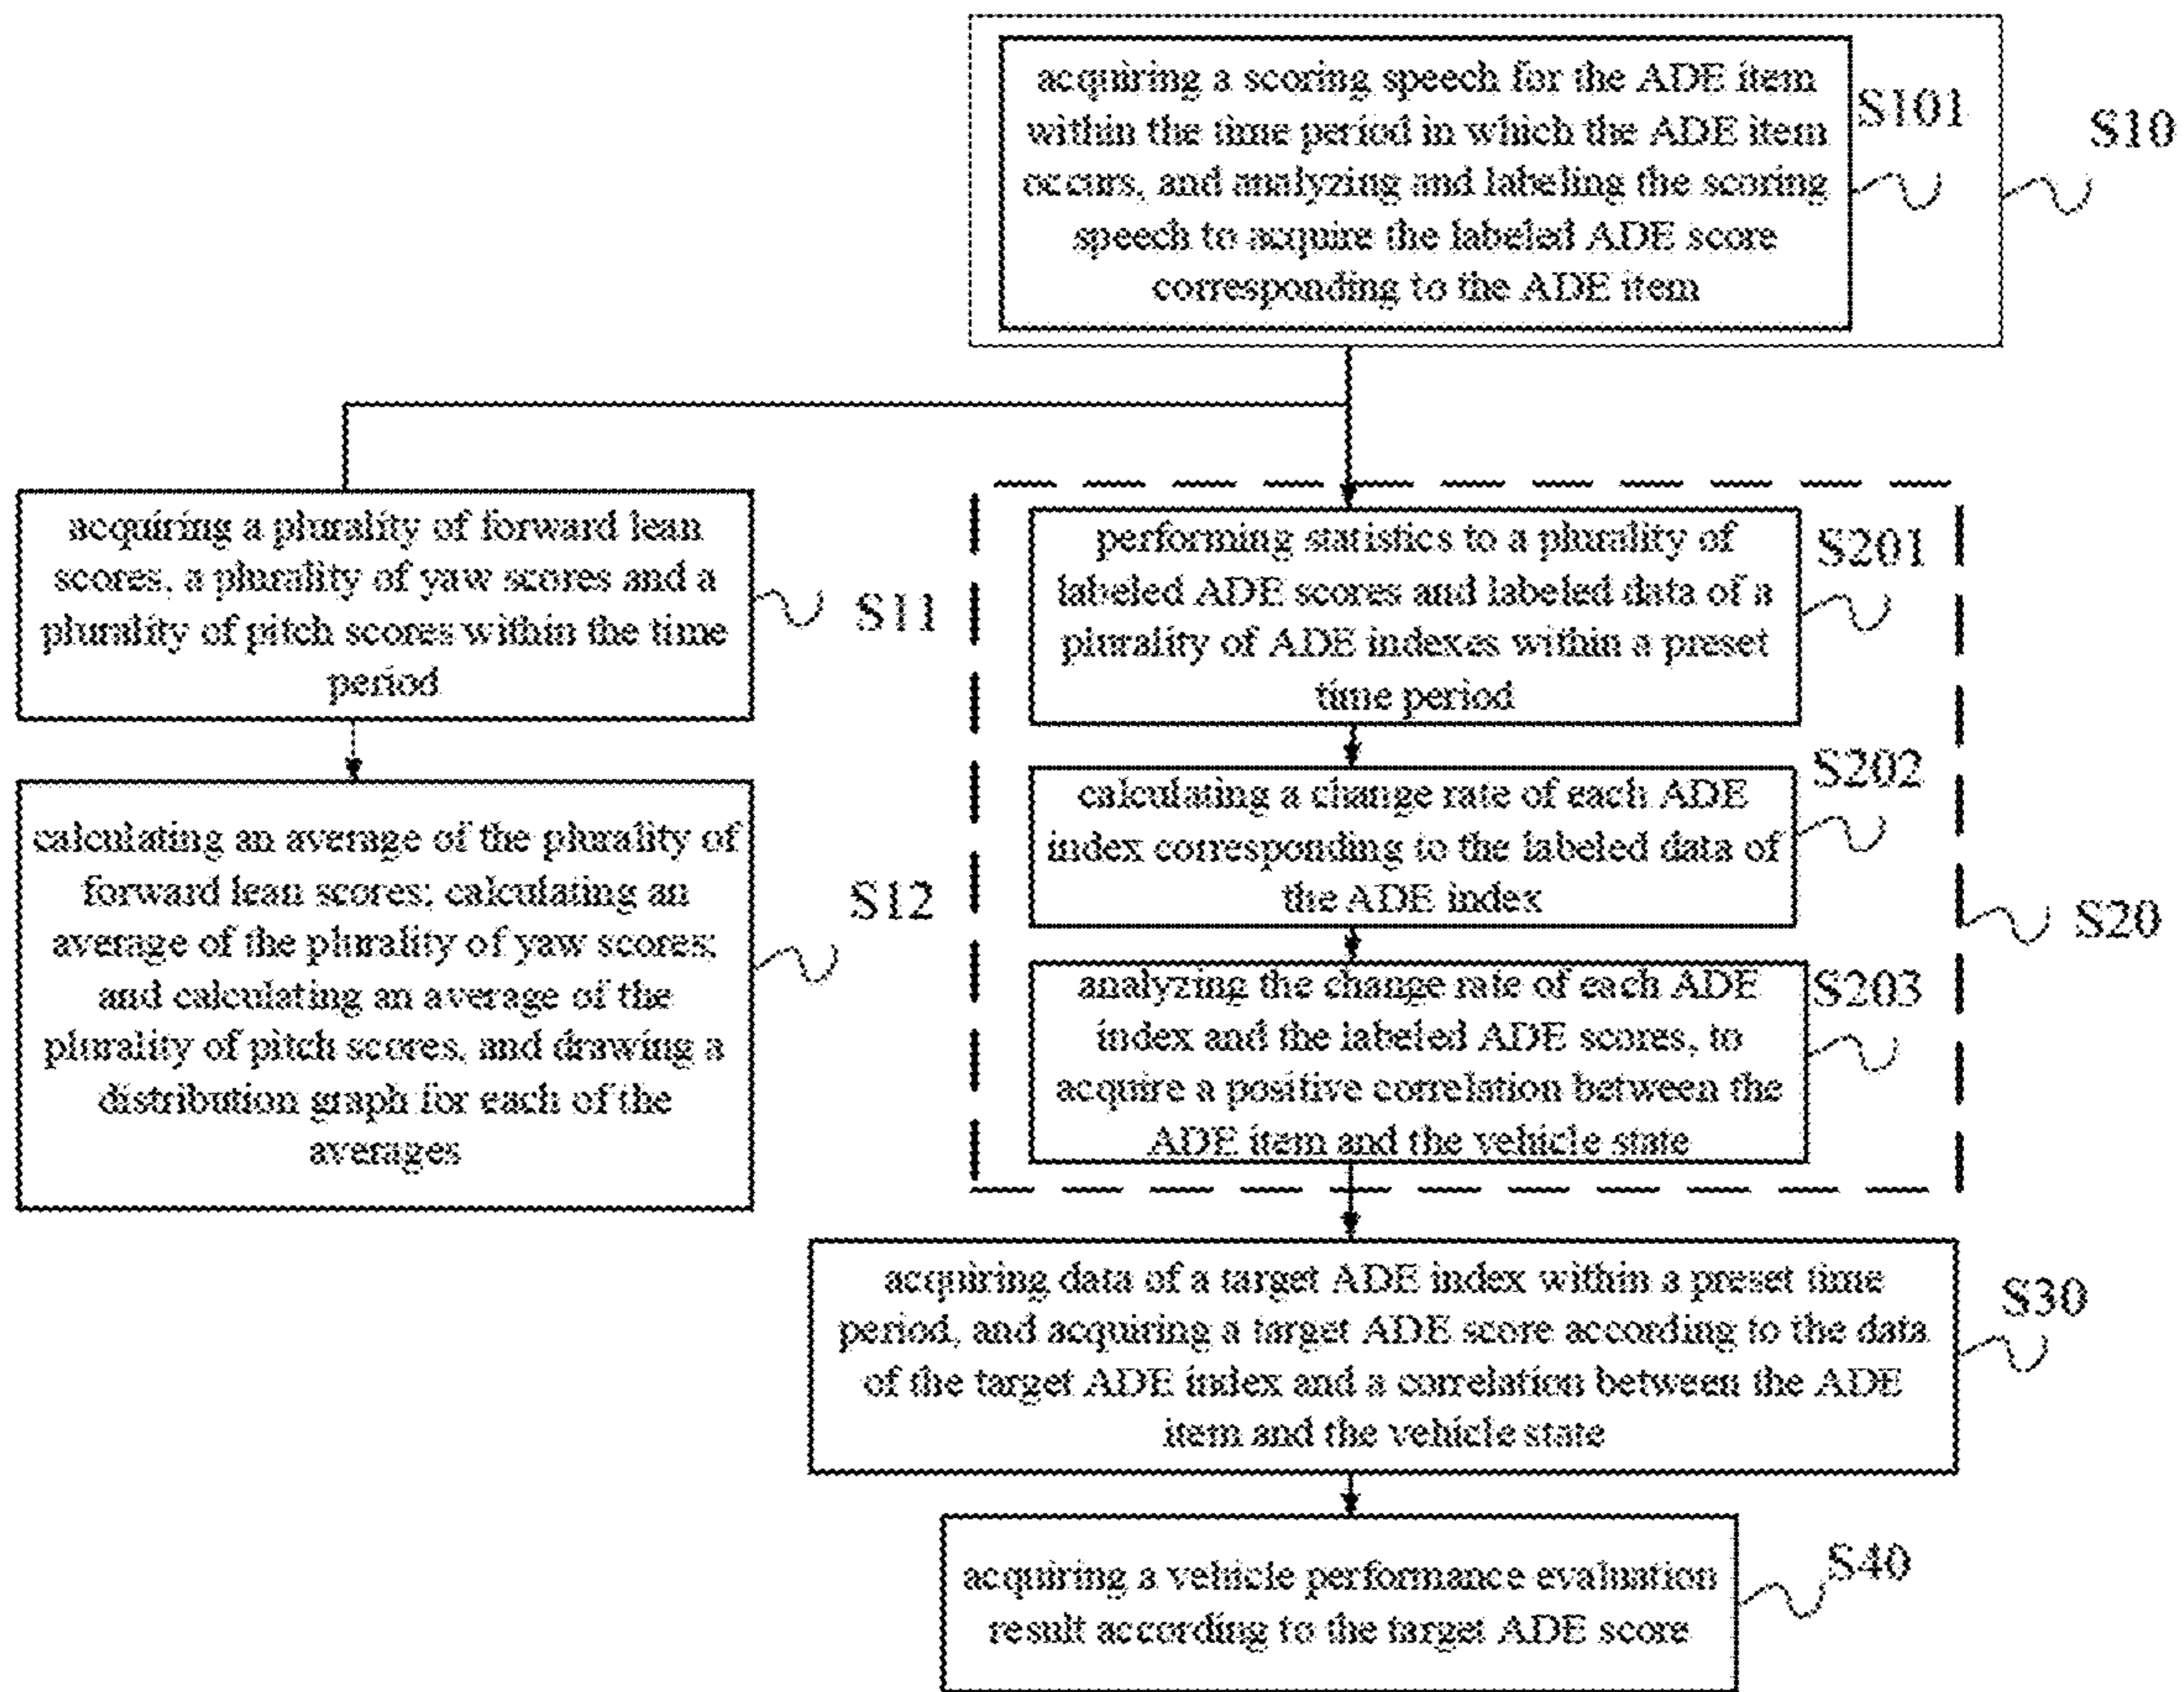 acquiring a scoring speech for the ADE item
within the time period in which the ADE item
occurs, and analyzing and labeling the scoring
speech to acquire the labeled ADE score
corresponding to the ADE item
S101
S10
acquiring a plurality of forward lean
scores, a plurality of yaw scores and a
plurality of pitch scores within the time
period
S11
calculating an average of the plurality of
forward lean scores; calculating an
average of the plurality of yaw scores;
and calculating an average of the
plurality of pitch scores, and drawing a
distribution graph for each of the
averages
S12
performing statistics to a plurality of
labeled ADE scores and labeled data of a
plurality of ADE indexes within a preset
time period
S201
calculating a change rate of each ADE
index corresponding to the labeled data of
the ADE index
S202
analyzing the change rate of each ADE
index and the labeled ADE scores, to
acquire a positive correlation between the
ADE item and the vehicle state
S203
S20
acquiring data of a target ADE index within a preset time
period, and acquiring a target ADE score according to the data
of the target ADE index and a correlation between the ADE
item and the vehicle state
S30
acquiring a vehicle performance evaluation
result according to the target ADE score
S40